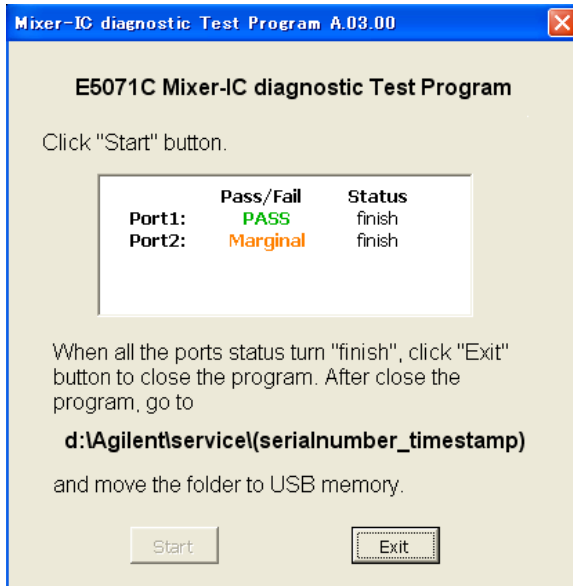 Mixer-IC diagnostic Test Program A.03.00
E5071C Mixer-IC diagnostic Test Program
Click "Start" button.
Pass/Fail Status
Port1: PASS finish
Port2: Marginal finish
When all the ports status turn "finish", click "Exit"
button to close the program. After close the
program, go to
d:\Agilent\service\(serialnumber_timestamp)
and move the folder to USB memory.
Start Exit